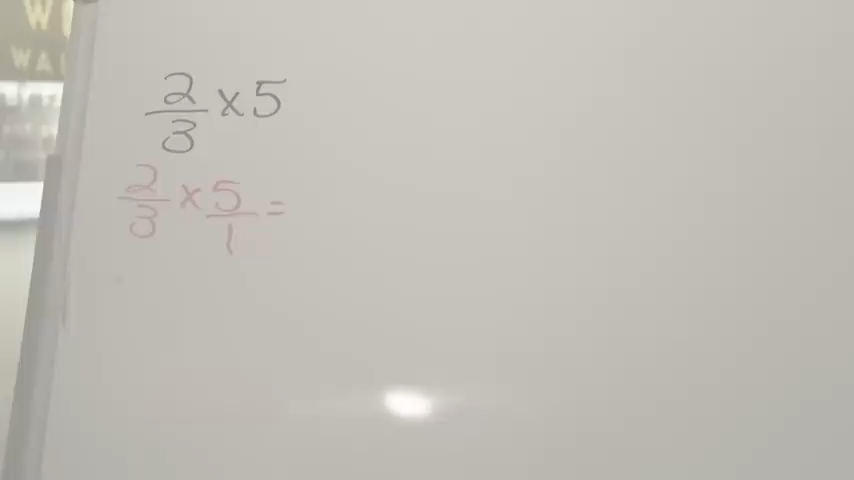 2/3 x 5
2/3 x 5/1 =